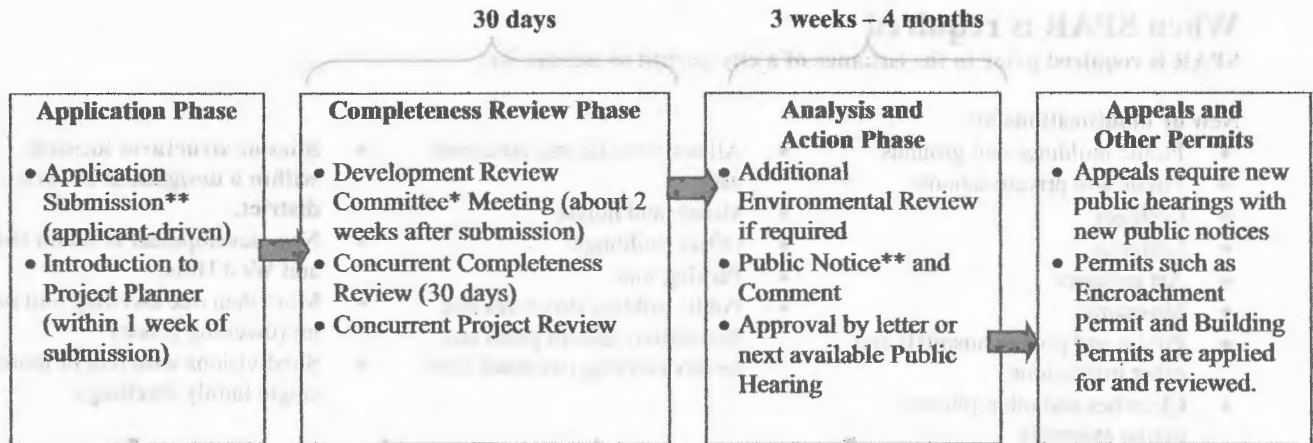 30 days
3 weeks – 4 months
Application Phase
• Application
Submission**
(applicant-driven)
• Introduction to
Project Planner
(within 1 week of
submission)
Completeness Review Phase
• Development Review
Committee* Meeting (about 2
weeks after submission)
• Concurrent Completeness
Review (30 days)
• Concurrent Project Review
Analysis and
Action Phase
• Additional
Environmental Review
if required
• Public Notice** and
Comment
• Approval by letter or
next available Public
Hearing
Appeals and
Other Permits
• Appeals require new
public hearings with
new public notices
• Permits such as
Encroachment
Permit and Building
Permits are applied
for and reviewed.